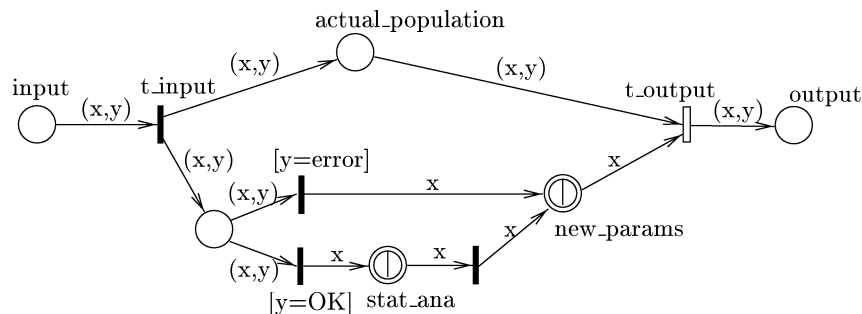 actual_population
(x,y)
(x,y)
input
t_input
t_output
output
(x,y)
(x,y)
(x,y)
[y=error]
x
(x,y)
x
new_params
x
(x,y)
x
x
[y=OK]
stat_ana